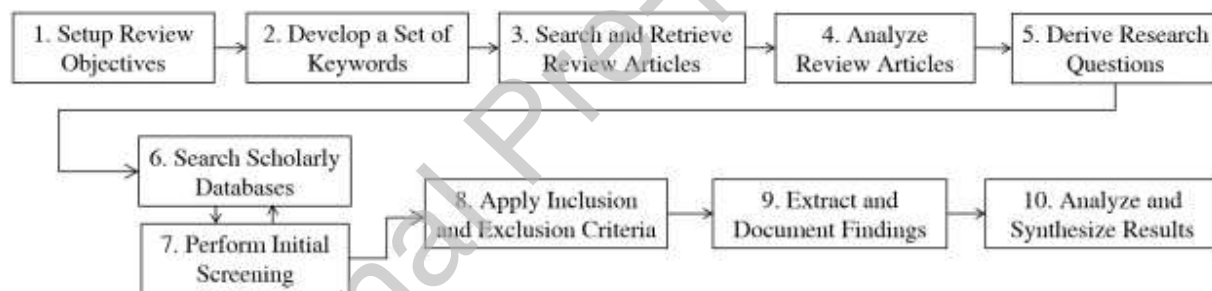 1. Setup Review
Objectives
2. Develop a Set of
Keywords
3. Search and Retrieve
Review Articles
4. Analyze
Review Articles
5. Derive Research
Questions
6. Search Scholarly
Databases
7. Perform Initial
Screening
8. Apply Inclusion
and Exclusion Criteria
9. Extract and
Document Findings
10. Analyze and
Synthesize Results